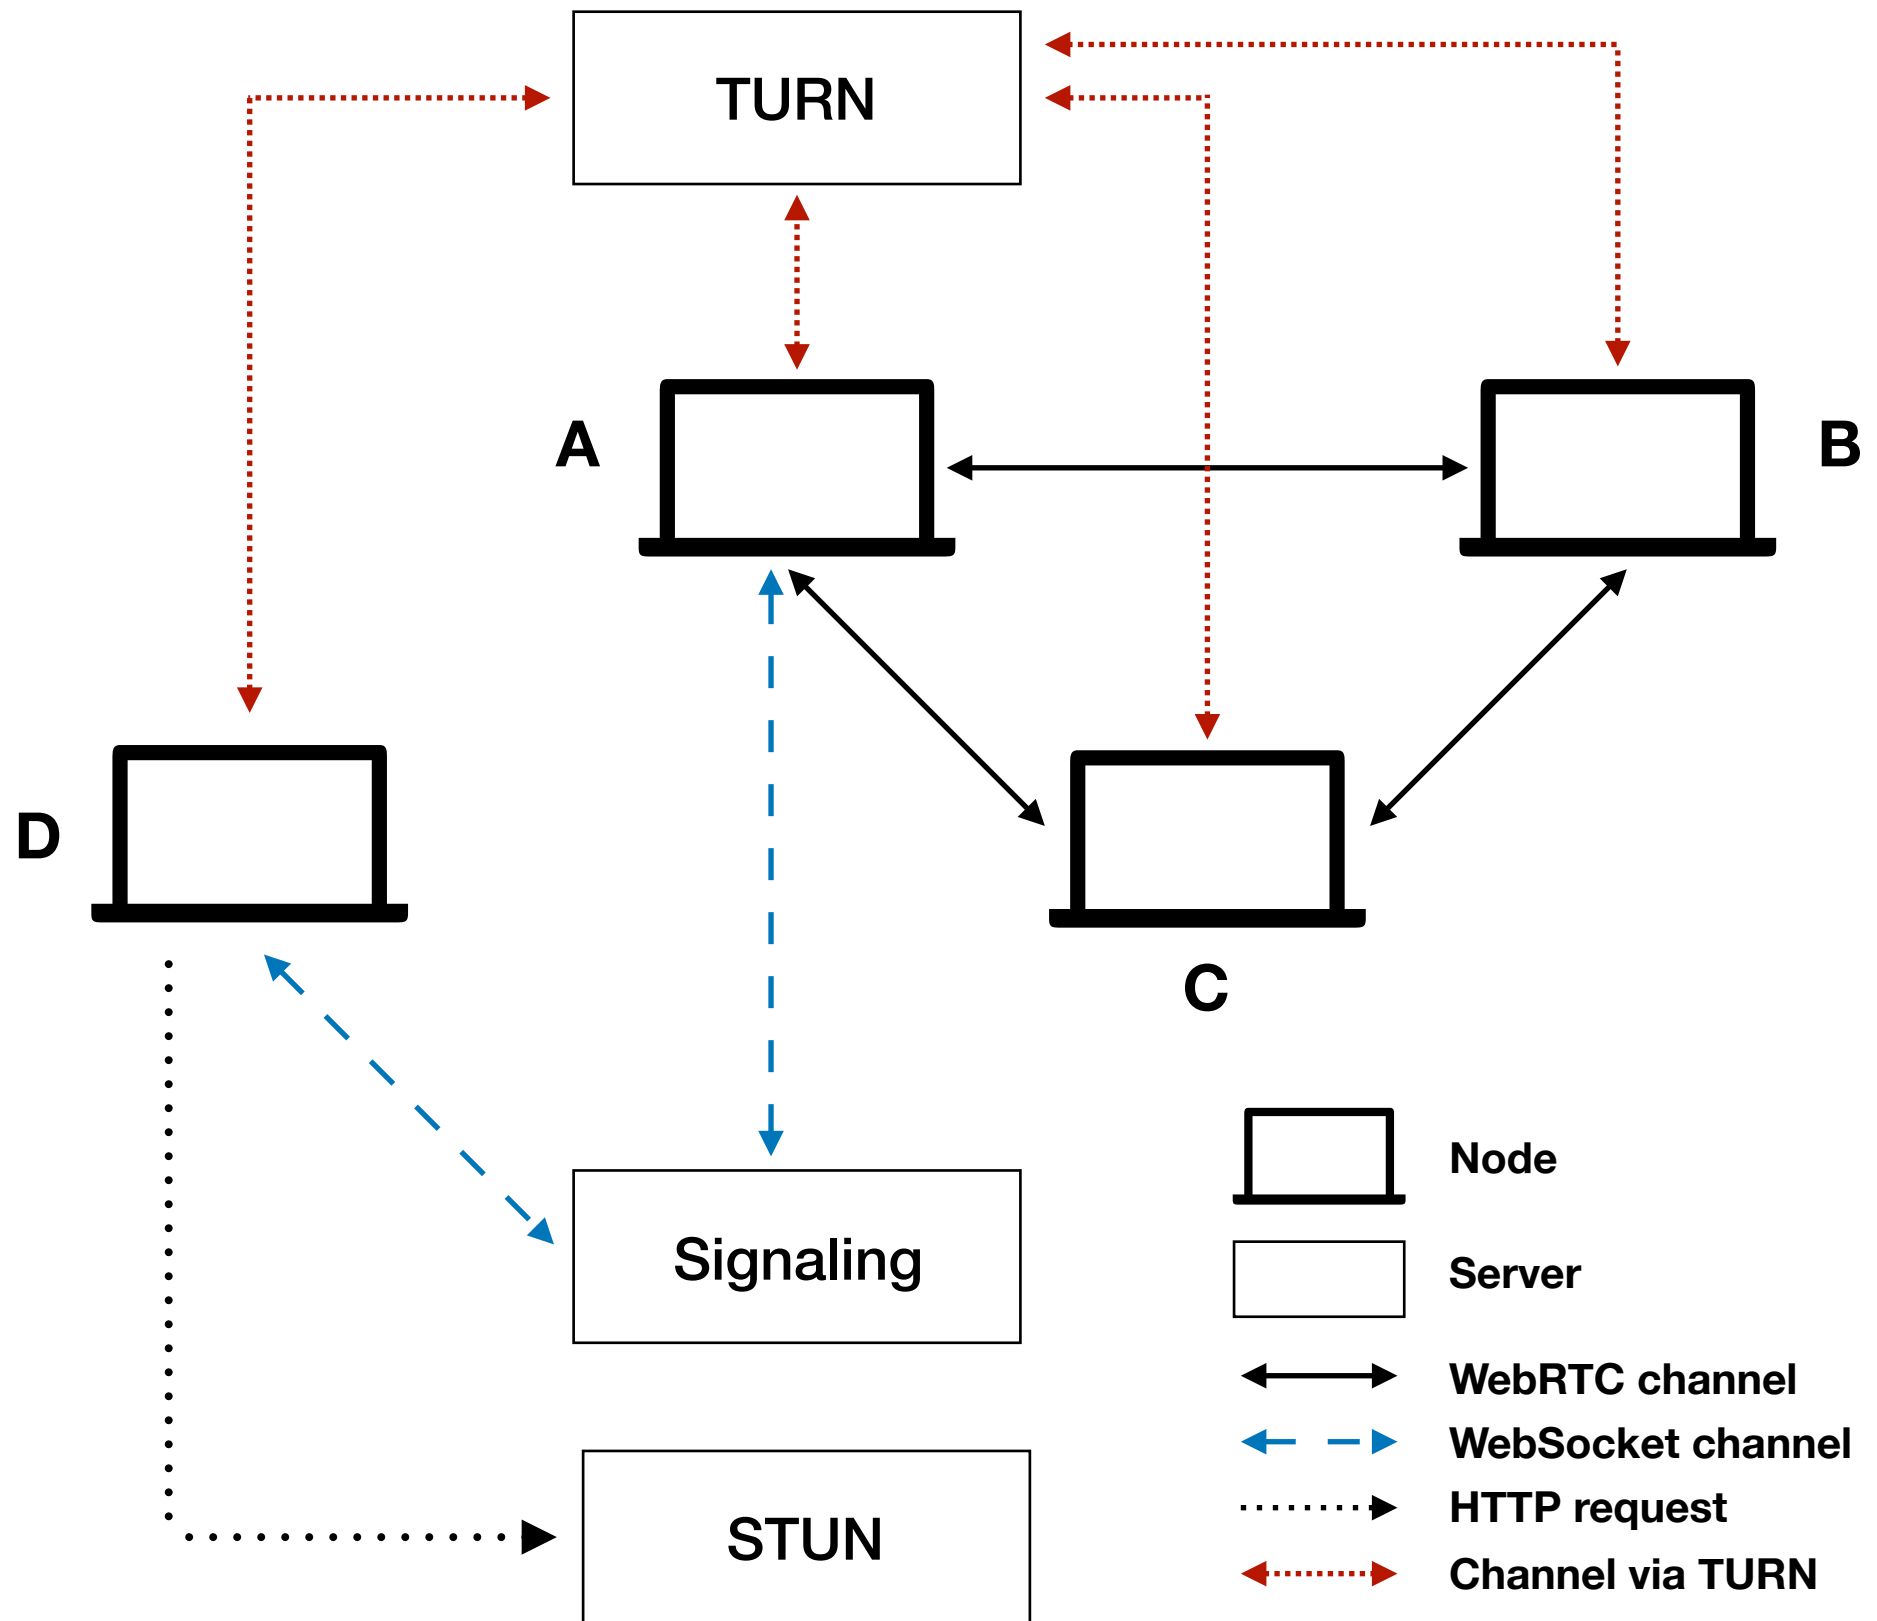 TURN
A
B
D
C
Signaling
STUN
Node
Server
WebRTC channel
WebSocket channel
HTTP request
Channel via TURN